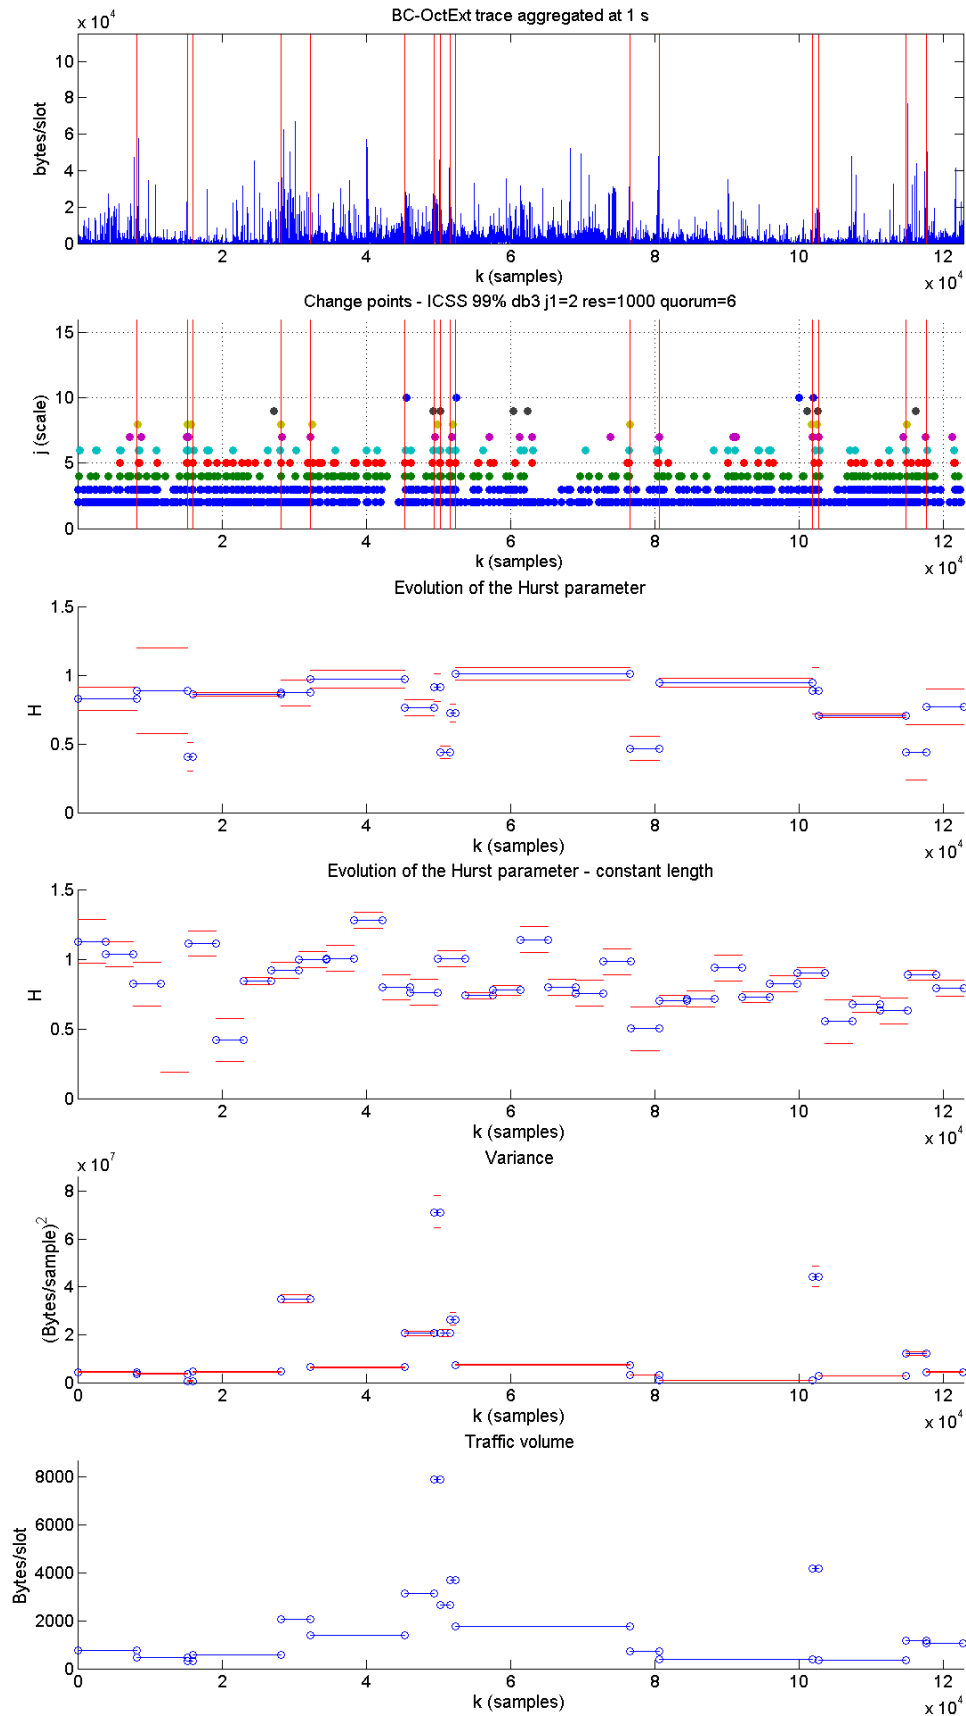 BC-OctExt trace aggregated at 1 s
x 10^4
bytes/slot
10
8
6
4
2
0
2 4 6 8 10 12
k (samples)
x 10^4
Change points - ICSS 99% db3 j1=2 res=1000 quorum=6
j (scale)
15
10
5
0
2 4 6 8 10 12
k (samples)
x 10^4
Evolution of the Hurst parameter
H
1.5
1
0.5
0
2 4 6 8 10 12
k (samples)
x 10^4
Evolution of the Hurst parameter - constant length
H
1.5
1
0.5
0
2 4 6 8 10 12
k (samples)
x 10^4
Variance
x 10^7
(Bytes/sample)^2
8
6
4
2
0
0 2 4 6 8 10 12
k (samples)
x 10^4
Traffic volume
Bytes/slot
8000
6000
4000
2000
0
2 4 6 8 10 12
k (samples)
x 10^4